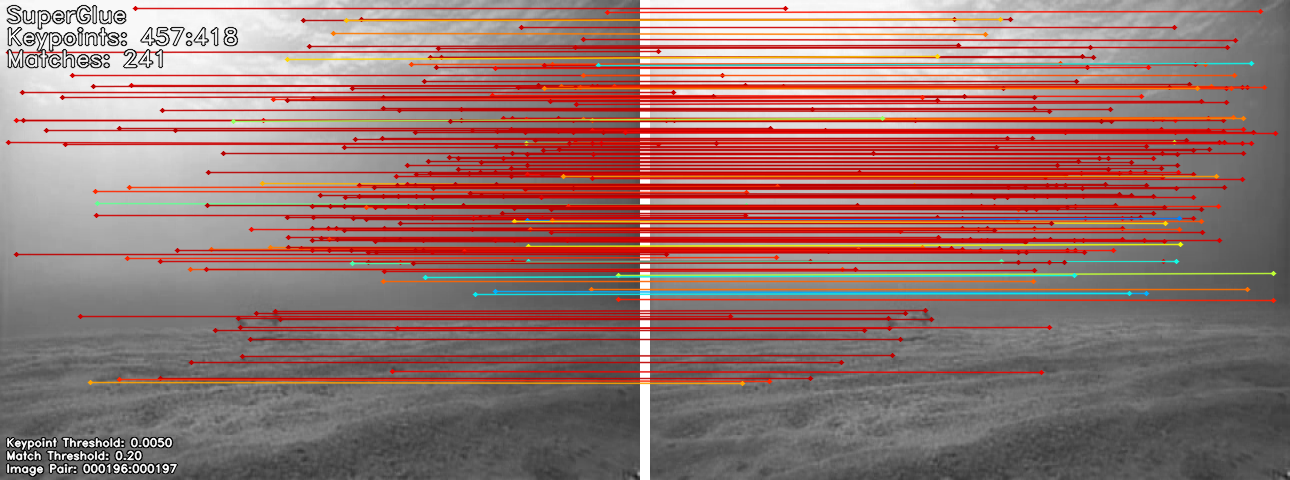 SuperGlue
Keypoints: 457:418
Matches: 241
Keypoint Threshold: 0.0050
Match Threshold: 0.20
Image Pair: 000196:000197